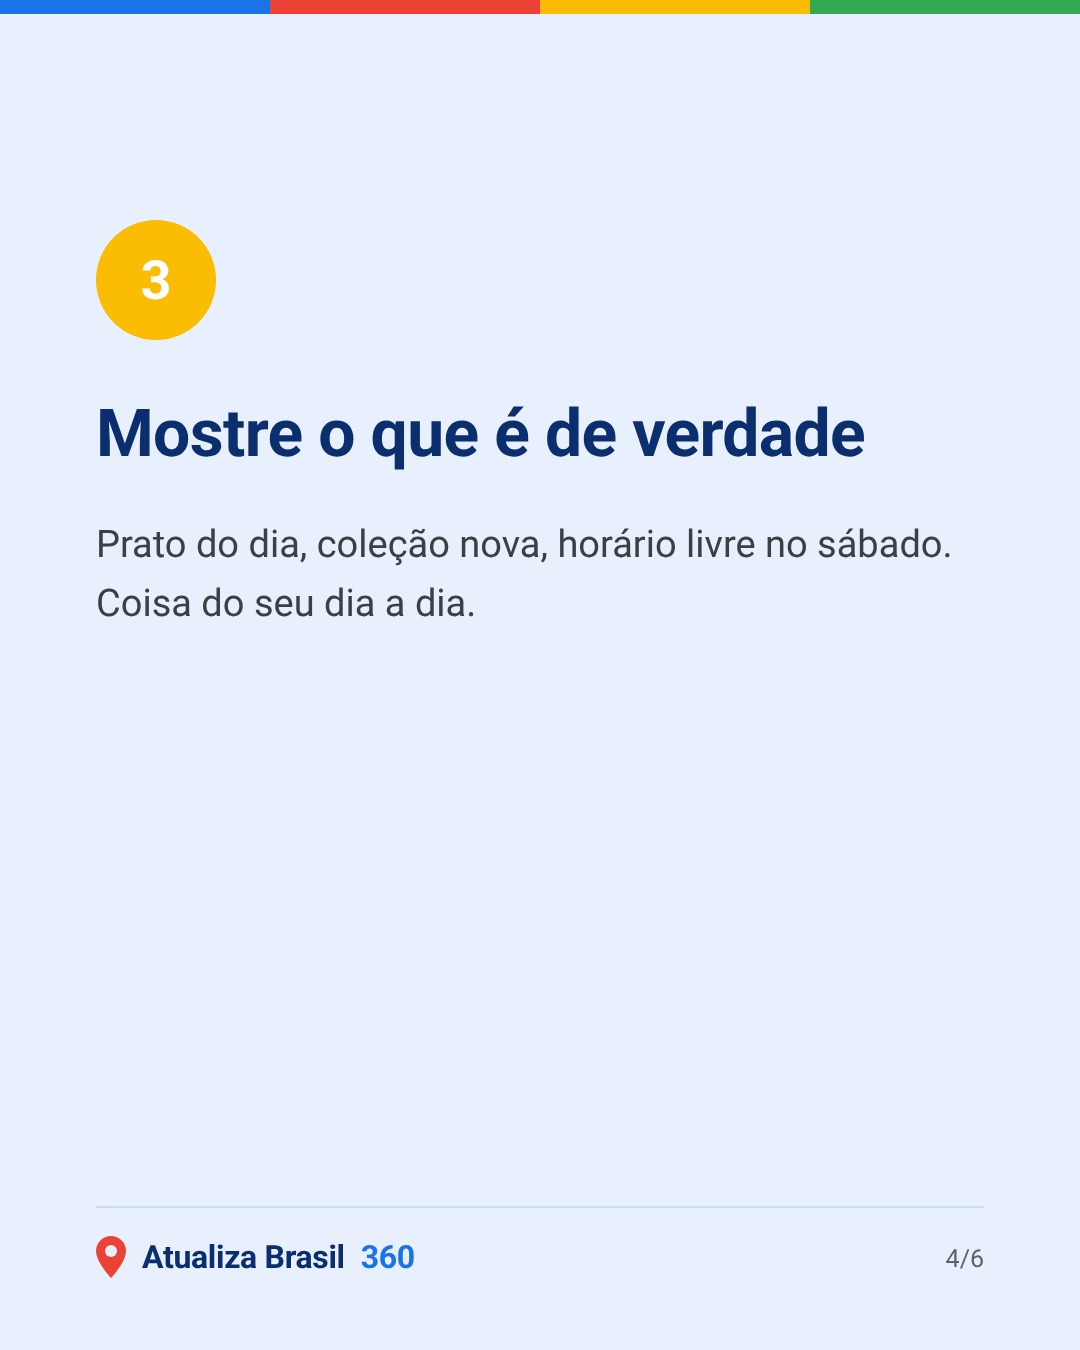 3
Mostre o que é de verdade
Prato do dia, coleção nova, horário livre no sábado.
Coisa do seu dia a dia.
Atualiza Brasil 360
4/6